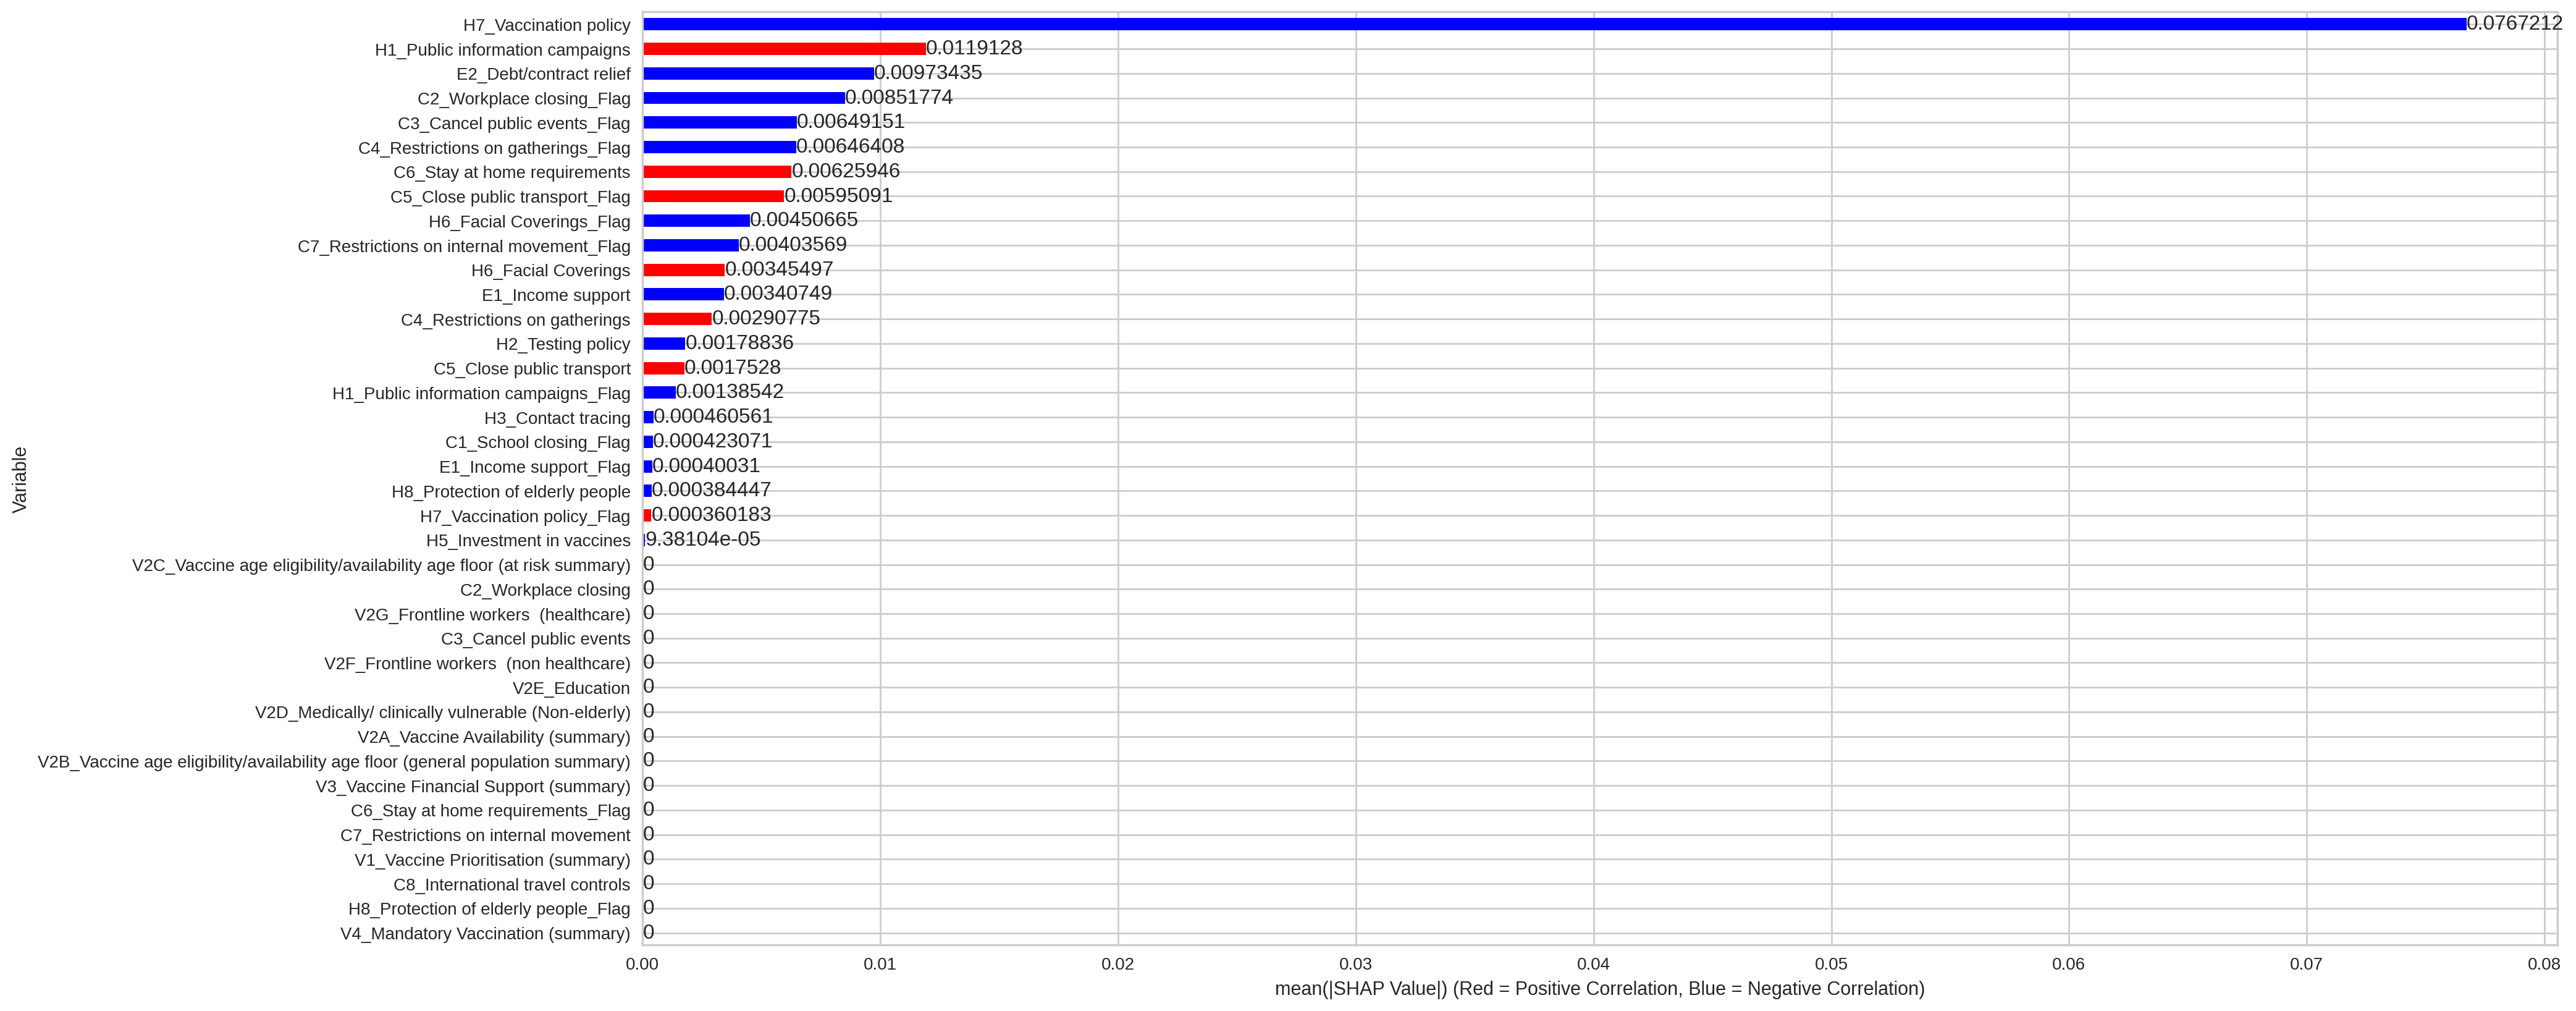 H7_Vaccination policy 0.0767212
H1_Public information campaigns 0.0119128
E2_Debt/contract relief 0.00973435
C2_Workplace closing_Flag 0.00851774
C3_Cancel public events_Flag 0.00649151
C4_Restrictions on gatherings_Flag 0.00646408
C6_Stay at home requirements 0.00625946
C5_Close public transport_Flag 0.00595091
H6_Facial Coverings_Flag 0.00450665
C7_Restrictions on internal movement_Flag 0.00403569
H6_Facial Coverings 0.00345497
E1_Income support 0.00340749
C4_Restrictions on gatherings 0.00290775
H2_Testing policy 0.00178836
C5_Close public transport 0.0017528
H1_Public information campaigns_Flag 0.00138542
H3_Contact tracing 0.000460561
C1_School closing_Flag 0.000423071
E1_Income support_Flag 0.00040031
H8_Protection of elderly people 0.000384447
H7_Vaccination policy_Flag 0.000360183
H5_Investment in vaccines 9.38104e-05
V2C_Vaccine age eligibility/availability age floor (at risk summary) 0
C2_Workplace closing 0
V2G_Frontline workers  (healthcare) 0
C3_Cancel public events 0
V2F_Frontline workers  (non healthcare) 0
V2E_Education 0
V2D_Medically/ clinically vulnerable (Non-elderly) 0
V2A_Vaccine Availability (summary) 0
V2B_Vaccine age eligibility/availability age floor (general population summary) 0
V3_Vaccine Financial Support (summary) 0
C6_Stay at home requirements_Flag 0
C7_Restrictions on internal movement 0
V1_Vaccine Prioritisation (summary) 0
C8_International travel controls 0
H8_Protection of elderly people_Flag 0
V4_Mandatory Vaccination (summary) 0
Variable
0.00 0.01 0.02 0.03 0.04 0.05 0.06 0.07 0.08
mean(|SHAP Value|) (Red = Positive Correlation, Blue = Negative Correlation)